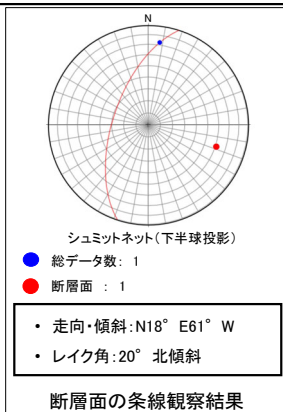 N
シュミットネット(下半球投影)
総データ数: 1
断層面 : 1
・ 走向・傾斜:N18° E61° W
・ レイク角:20° 北傾斜
断層面の条線観察結果